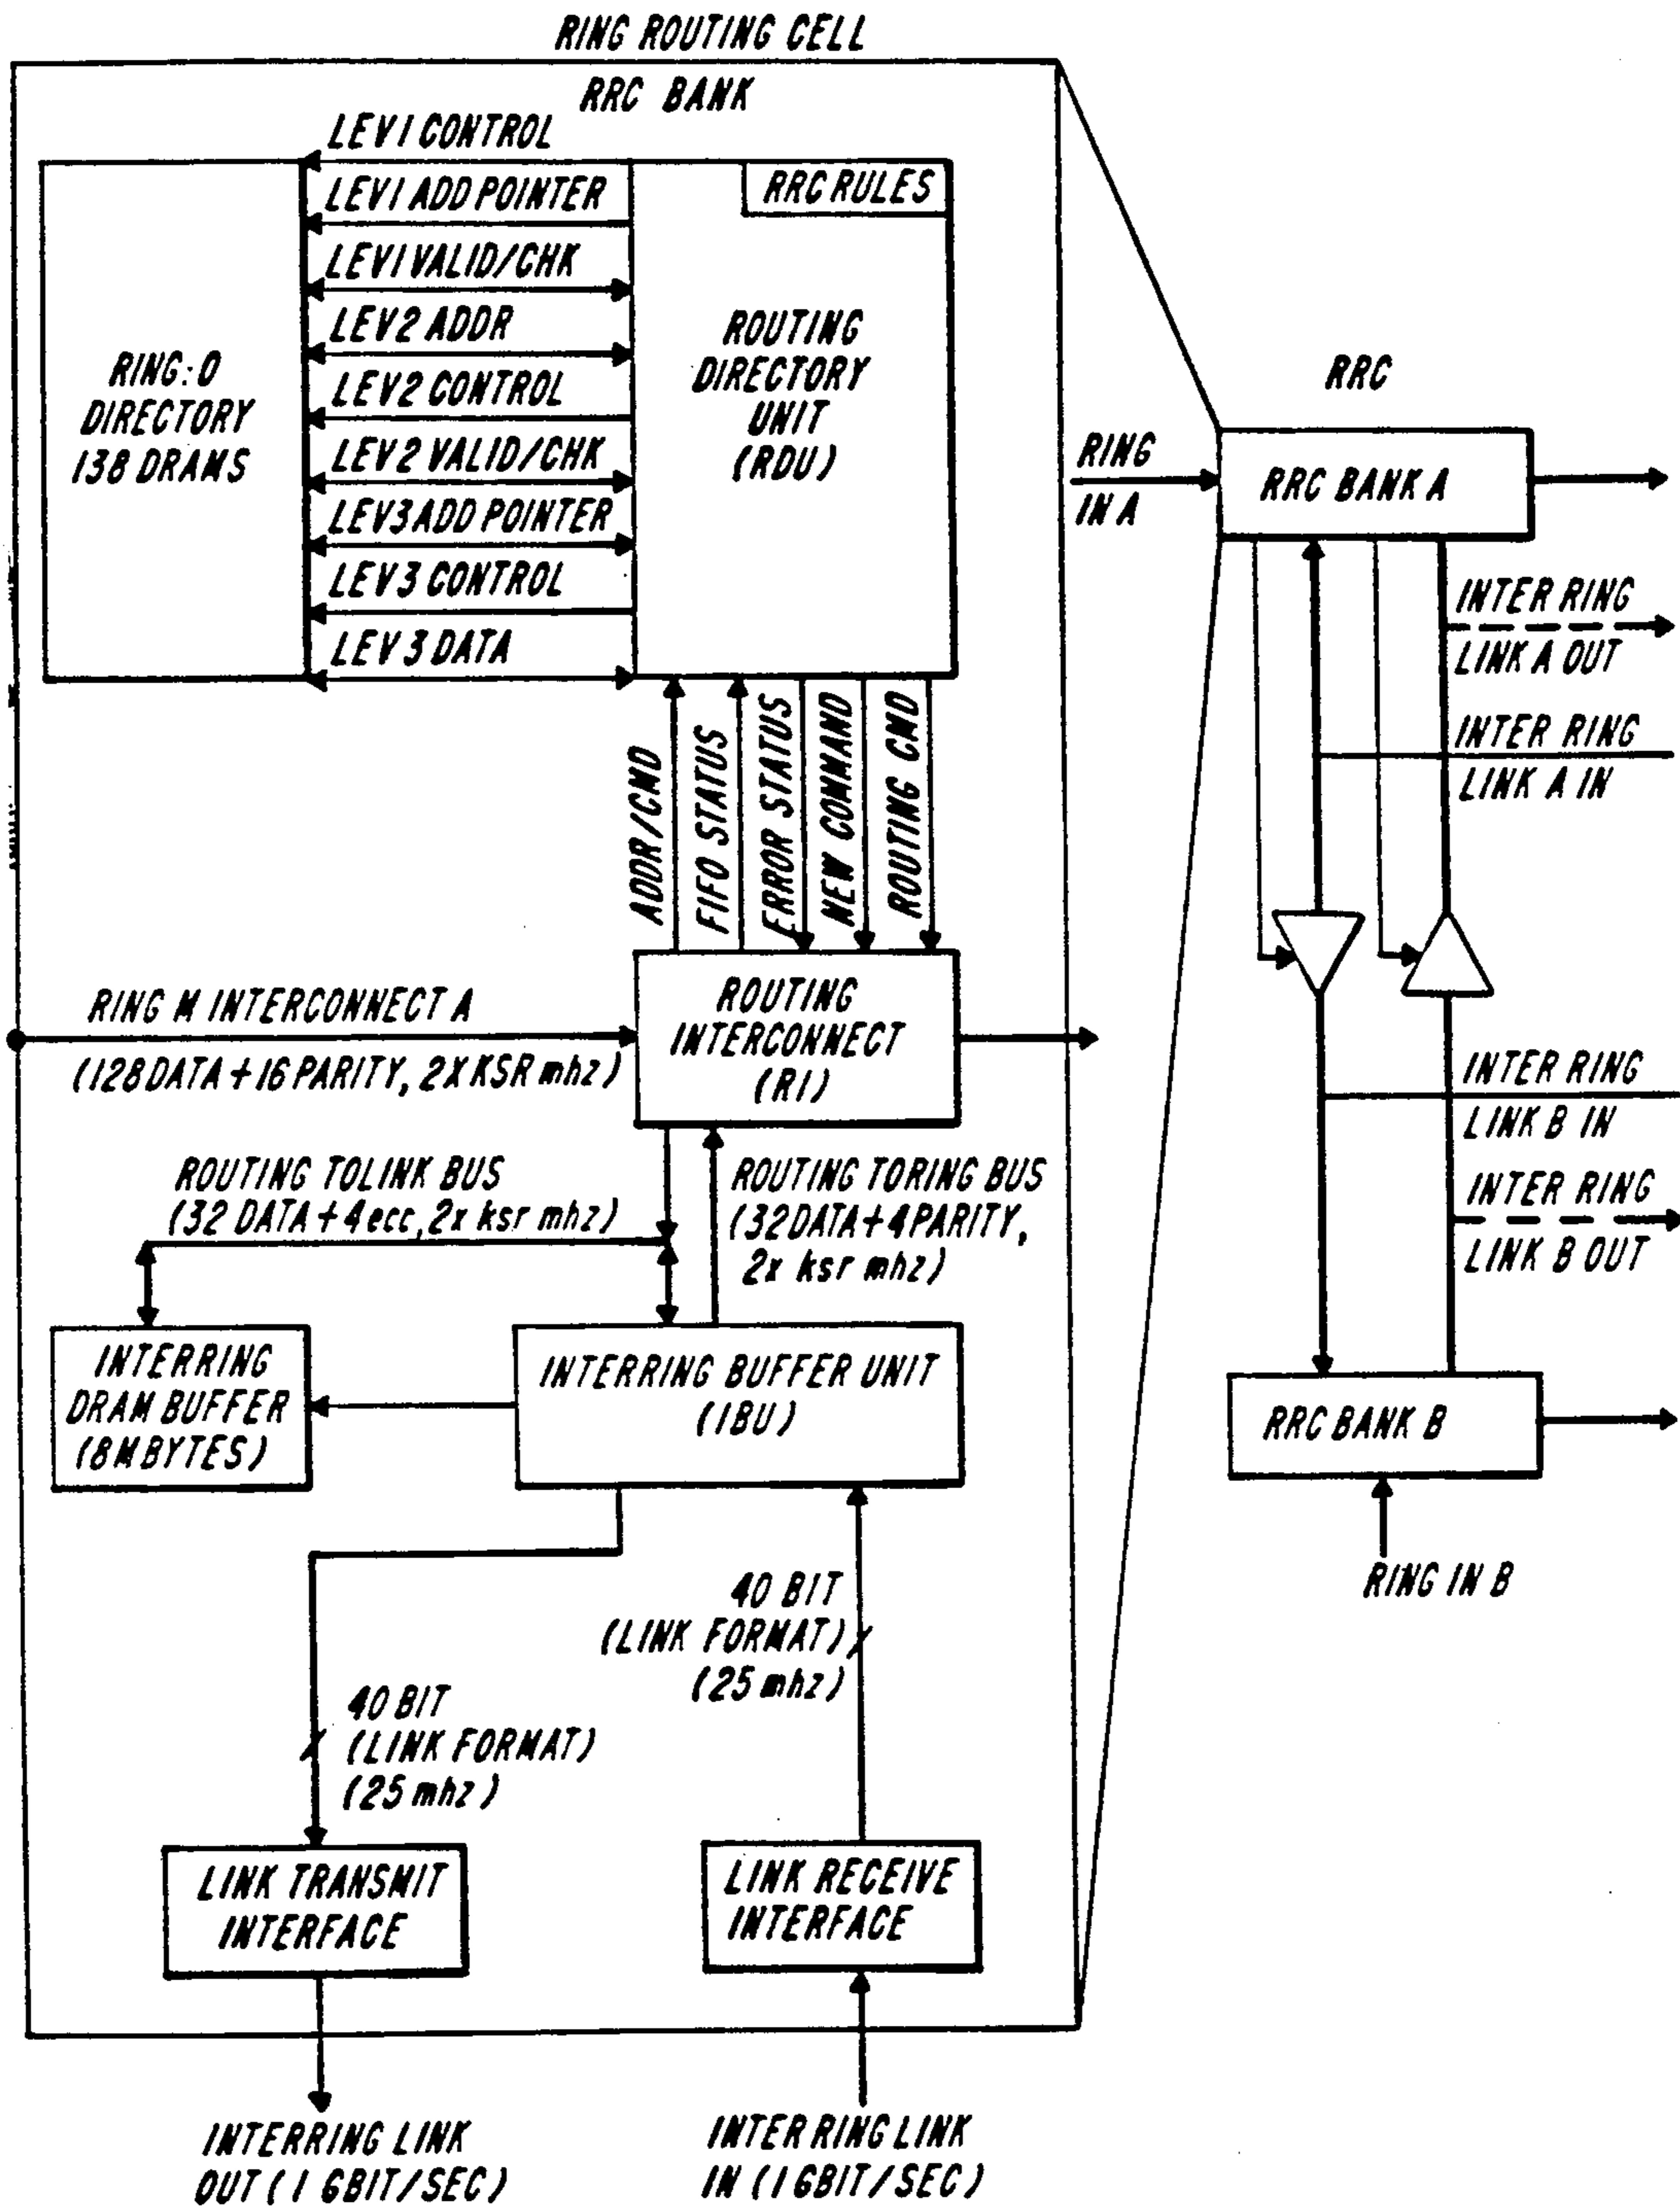 RING ROUTING CELL
RRC BANK
LEV1 CONTROL
LEV1 ADD POINTER
LEV1 VALID/CHK
LEV2 ADDR
LEV2 CONTROL
LEV2 VALID/CHK
LEV3 ADD POINTER
LEV3 CONTROL
LEV3 DATA
RING:0
DIRECTORY
138 DRAMS
RRC RULES
ROUTING
DIRECTORY
UNIT
(RDU)
ADDR/CMD
FIFO STATUS
ERROR STATUS
NEW COMMAND
ROUTING CMD
RING M INTERCONNECT A
(128 DATA + 16 PARITY, 2X KSR mhz)
ROUTING
INTERCONNECT
(RI)
ROUTING TOLINK BUS
(32 DATA + 4 ecc, 2x ksr mhz)
ROUTING TORING BUS
(32 DATA + 4 PARITY,
2x ksr mhz)
INTERRING
DRAM BUFFER
(8 MBYTES)
INTERRING BUFFER UNIT
(IBU)
40 BIT
(LINK FORMAT)
(25 mhz)
40 BIT
(LINK FORMAT)
(25 mhz)
LINK TRANSMIT
INTERFACE
LINK RECEIVE
INTERFACE
INTERRING LINK
OUT (1 GBIT/SEC)
INTERRING LINK
IN (1 GBIT/SEC)
RRC
RING
IN A
RRC BANK A
INTER RING
LINK A OUT
INTER RING
LINK A IN
INTER RING
LINK B IN
INTER RING
LINK B OUT
RRC BANK B
RING IN B